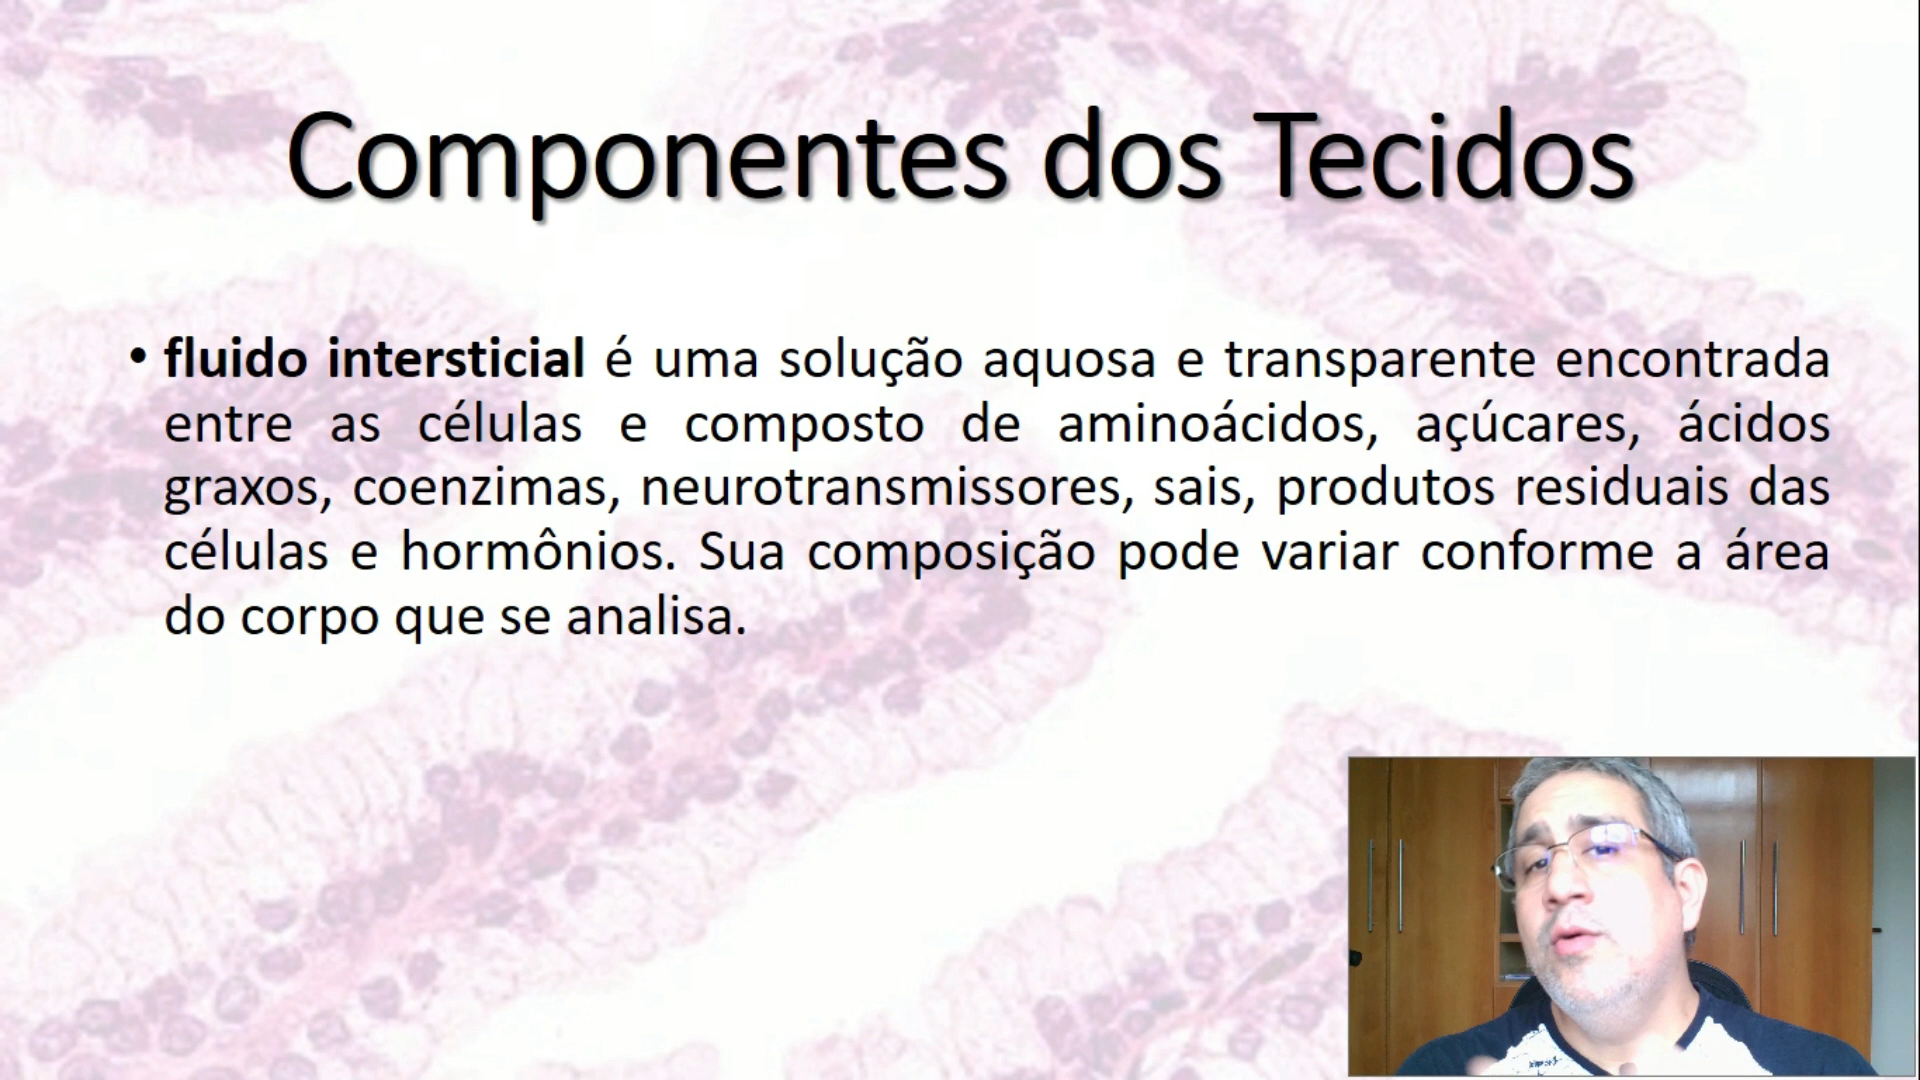 Componentes dos Tecidos
• fluido intersticial é uma solução aquosa e transparente encontrada
entre as células e composto de aminoácidos, açúcares, ácidos
graxos, coenzimas, neurotransmissores, sais, produtos residuais das
células e hormônios. Sua composição pode variar conforme a área
do corpo que se analisa.